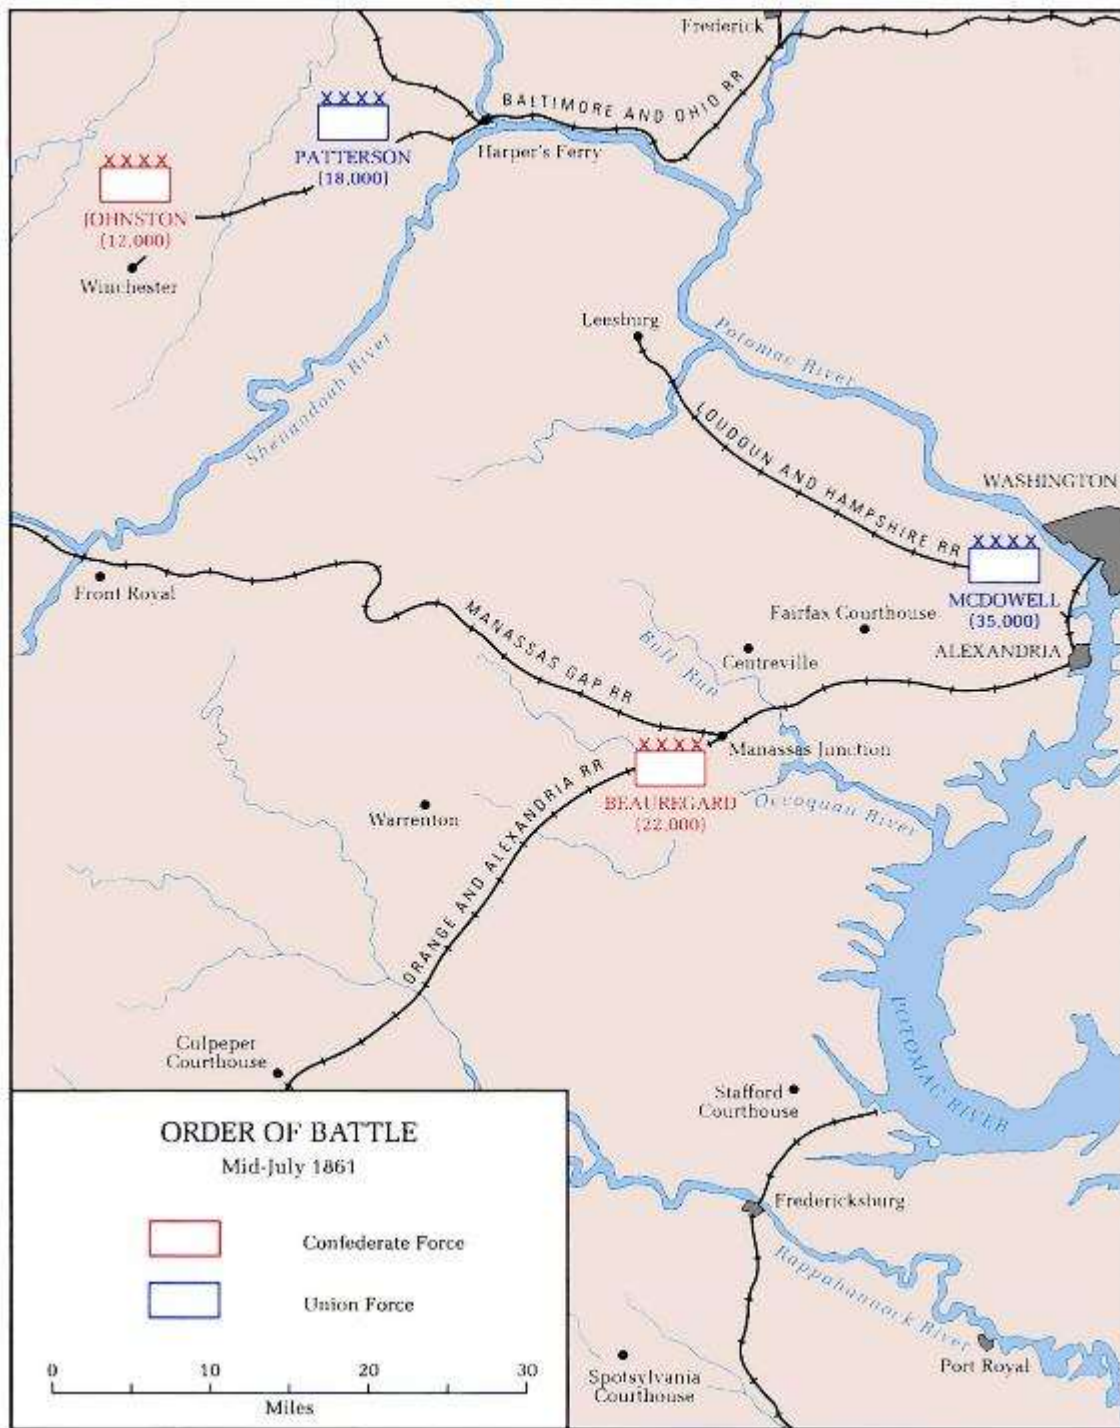 Frederick
BALTIMORE AND OHIO RR
XXXX
PATTERSON
(18,000)
Harper's Ferry
XXXX
JOHNSTON
(12,000)
Winchester
Leesburg
Potomac River
Shenandoah River
LOUDOUN AND HAMPSHIRE RR
WASHINGTON
XXXX
MCDOWELL
(35,000)
Front Royal
Fairfax Courthouse
MANASSAS GAP RR
Bull Run
Centreville
ALEXANDRIA
Manassas Junction
XXXX
BEAUREGARD
(22,000)
ORANGE AND ALEXANDRIA RR
Occoquan River
Warrenton
POTOMAC RIVER
Culpeper
Courthouse
Stafford
Courthouse
Fredericksburg
Rappahannock River
Port Royal
Spotsylvania
Courthouse
ORDER OF BATTLE
Mid-July 1861
Confederate Force
Union Force
0 10 20 30
Miles